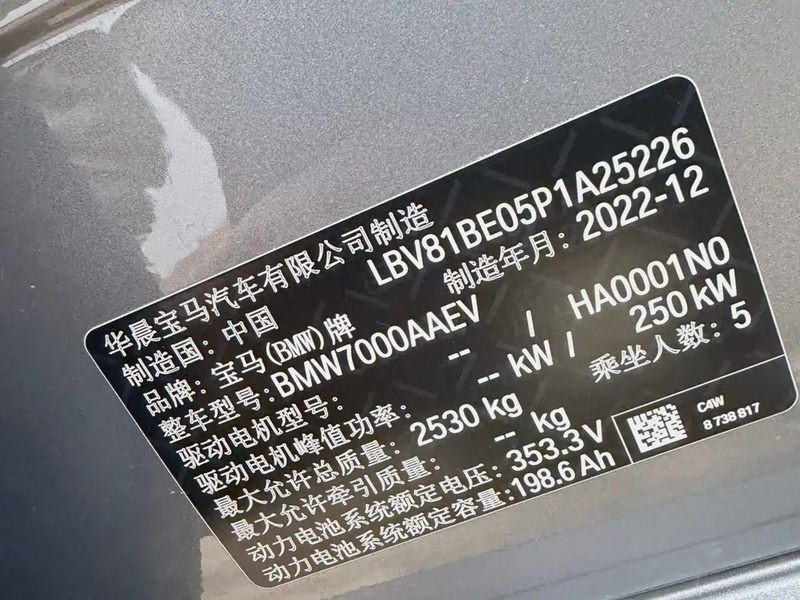 华晨宝马汽车有限公司制造
LBV81BE05P1A25226
制造国：中国
制造年月：2022-12
品牌：宝马(BMW)牌
整车型号：BMW7000AAEV
驱动电机型号： -- / HA0001N0
驱动电机峰值功率： -- kW / 250 kW
最大允许总质量： 2530 kg
乘坐人数：5
最大允许牵引质量： -- kg
动力电池系统额定电压：353.3V
动力电池系统额定容量：198.6Ah
C4W
8 738 817